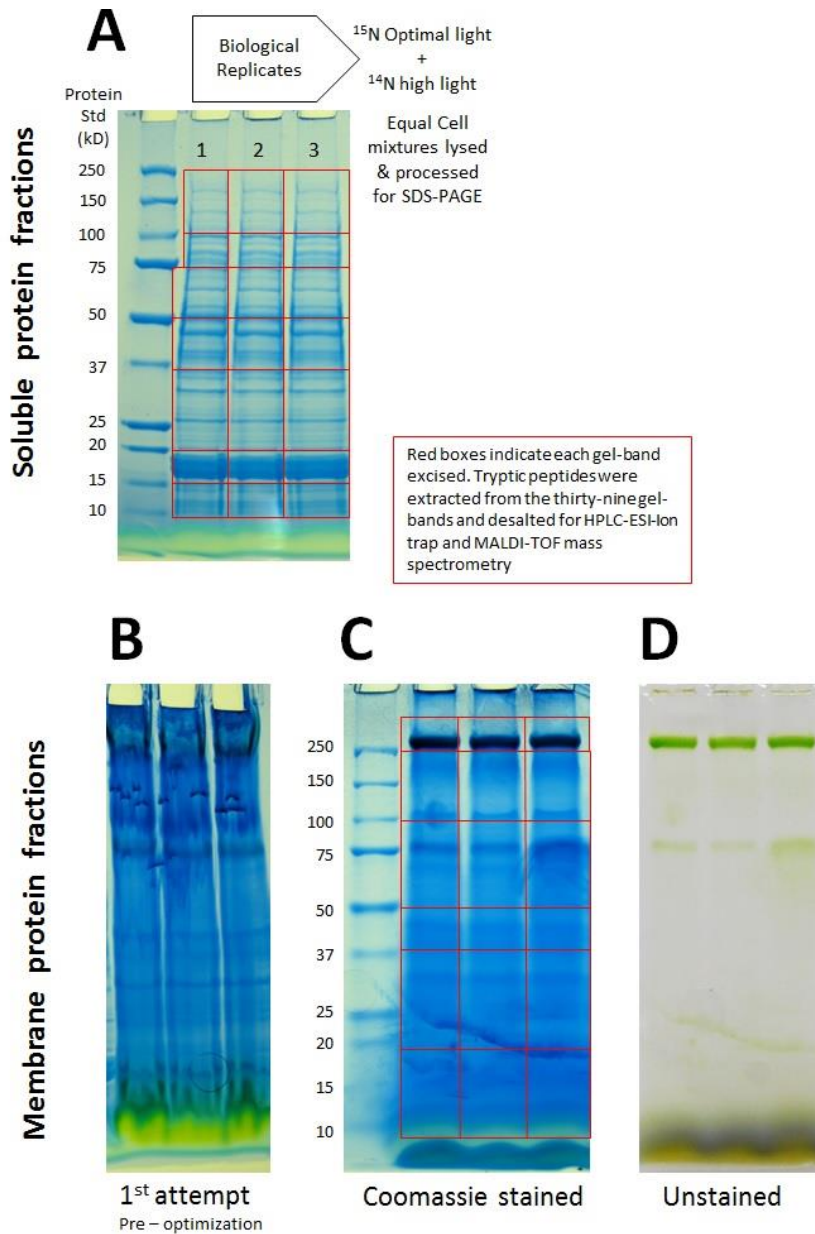 A
Biological
Replicates
15N Optimal light
+
14N high light
Equal Cell
mixtures lysed
& processed
for SDS-PAGE
Protein
Std
(kD)
1 2 3
250
150
100
75
50
37
25
20
15
10
Soluble protein fractions
Red boxes indicate each gel-band
excised. Tryptic peptides were
extracted from the thirty-nine gel-
bands and desalted for HPLC-ESI-Ion
trap and MALDI-TOF mass
spectrometry
B
C
D
250
150
100
75
50
37
25
20
15
10
Membrane protein fractions
1st attempt
Pre – optimization
Coomassie stained
Unstained